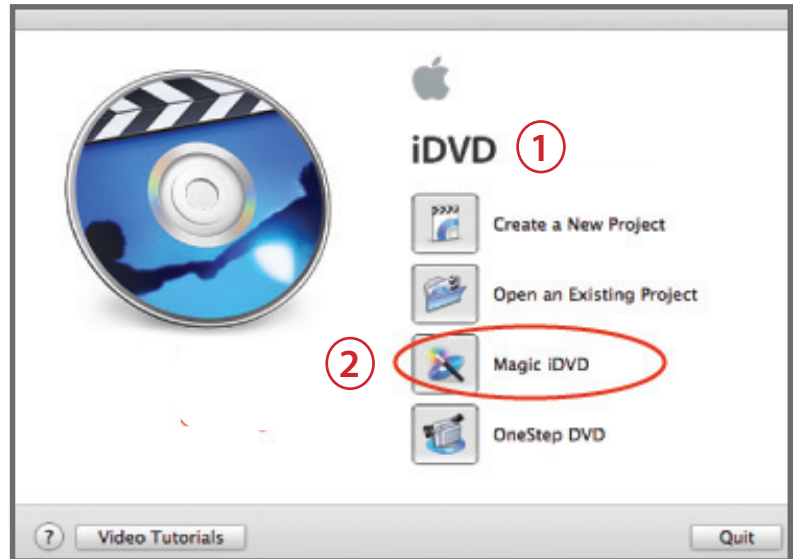 iDVD 1
Create a New Project
Open an Existing Project
2 Magic iDVD
OneStep DVD
? Video Tutorials Quit